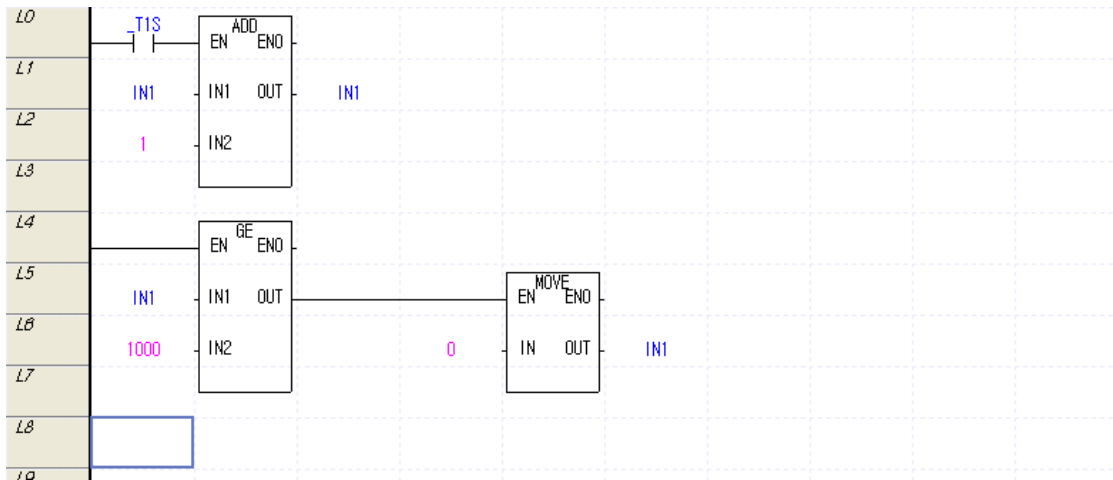 L0 _T1S ADD
EN ENO
L1
IN1 IN1 OUT IN1
L2
1 IN2
L3
L4 GE
EN ENO
L5 MOVE
IN1 IN1 OUT EN ENO
L6
1000 IN2 0 IN OUT IN1
L7
L8
L9